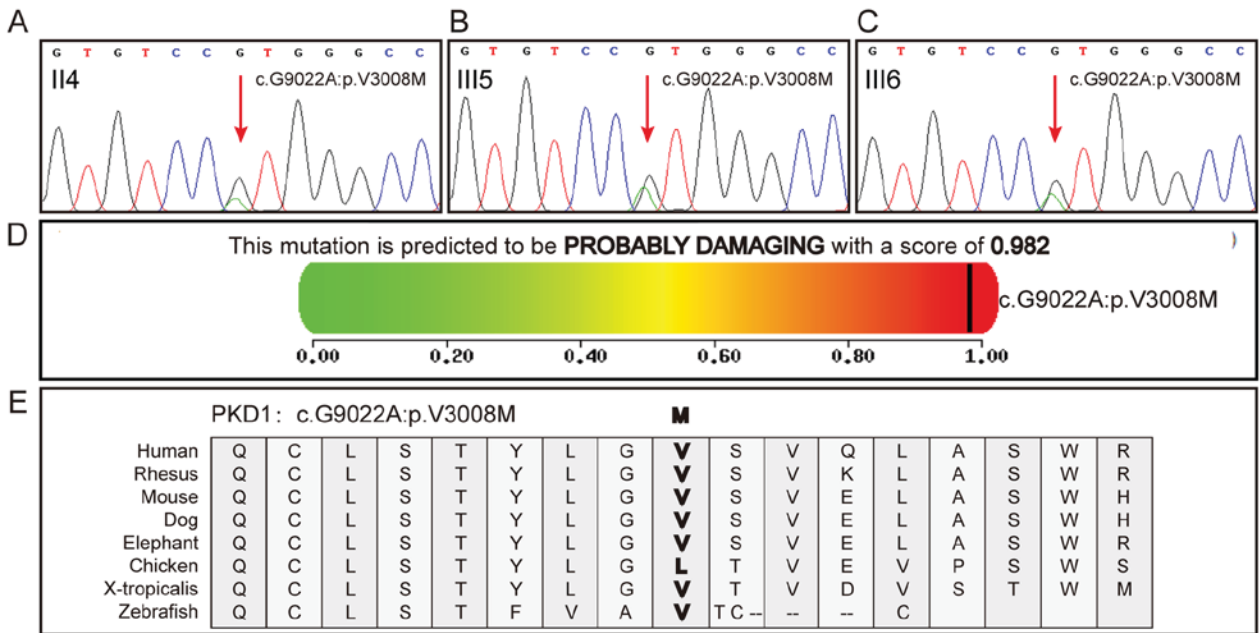 A
B
C
G T G T C C G T G G G C C
G T G T C C G T G G G C C
G T G T C C G T G G G C C
II4
c.G9022A:p.V3008M
III5
c.G9022A:p.V3008M
III6
c.G9022A:p.V3008M
D
This mutation is predicted to be PROBABLY DAMAGING with a score of 0.982
c.G9022A:p.V3008M
0.00 0.20 0.40 0.60 0.80 1.00
E
PKD1: c.G9022A:p.V3008M M
Human Q C L S T Y L G V S V Q L A S W R
Rhesus Q C L S T Y L G V S V K L A S W R
Mouse Q C L S T Y L G V S V E L A S W H
Dog Q C L S T Y L G V S V E L A S W H
Elephant Q C L S T Y L G V S V E L A S W R
Chicken Q C L S T Y L G L T V E V P S W S
X-tropicalis Q C L S T Y L G V T V D V S T W M
Zebrafish Q C L S T F V A V T C -- -- -- C